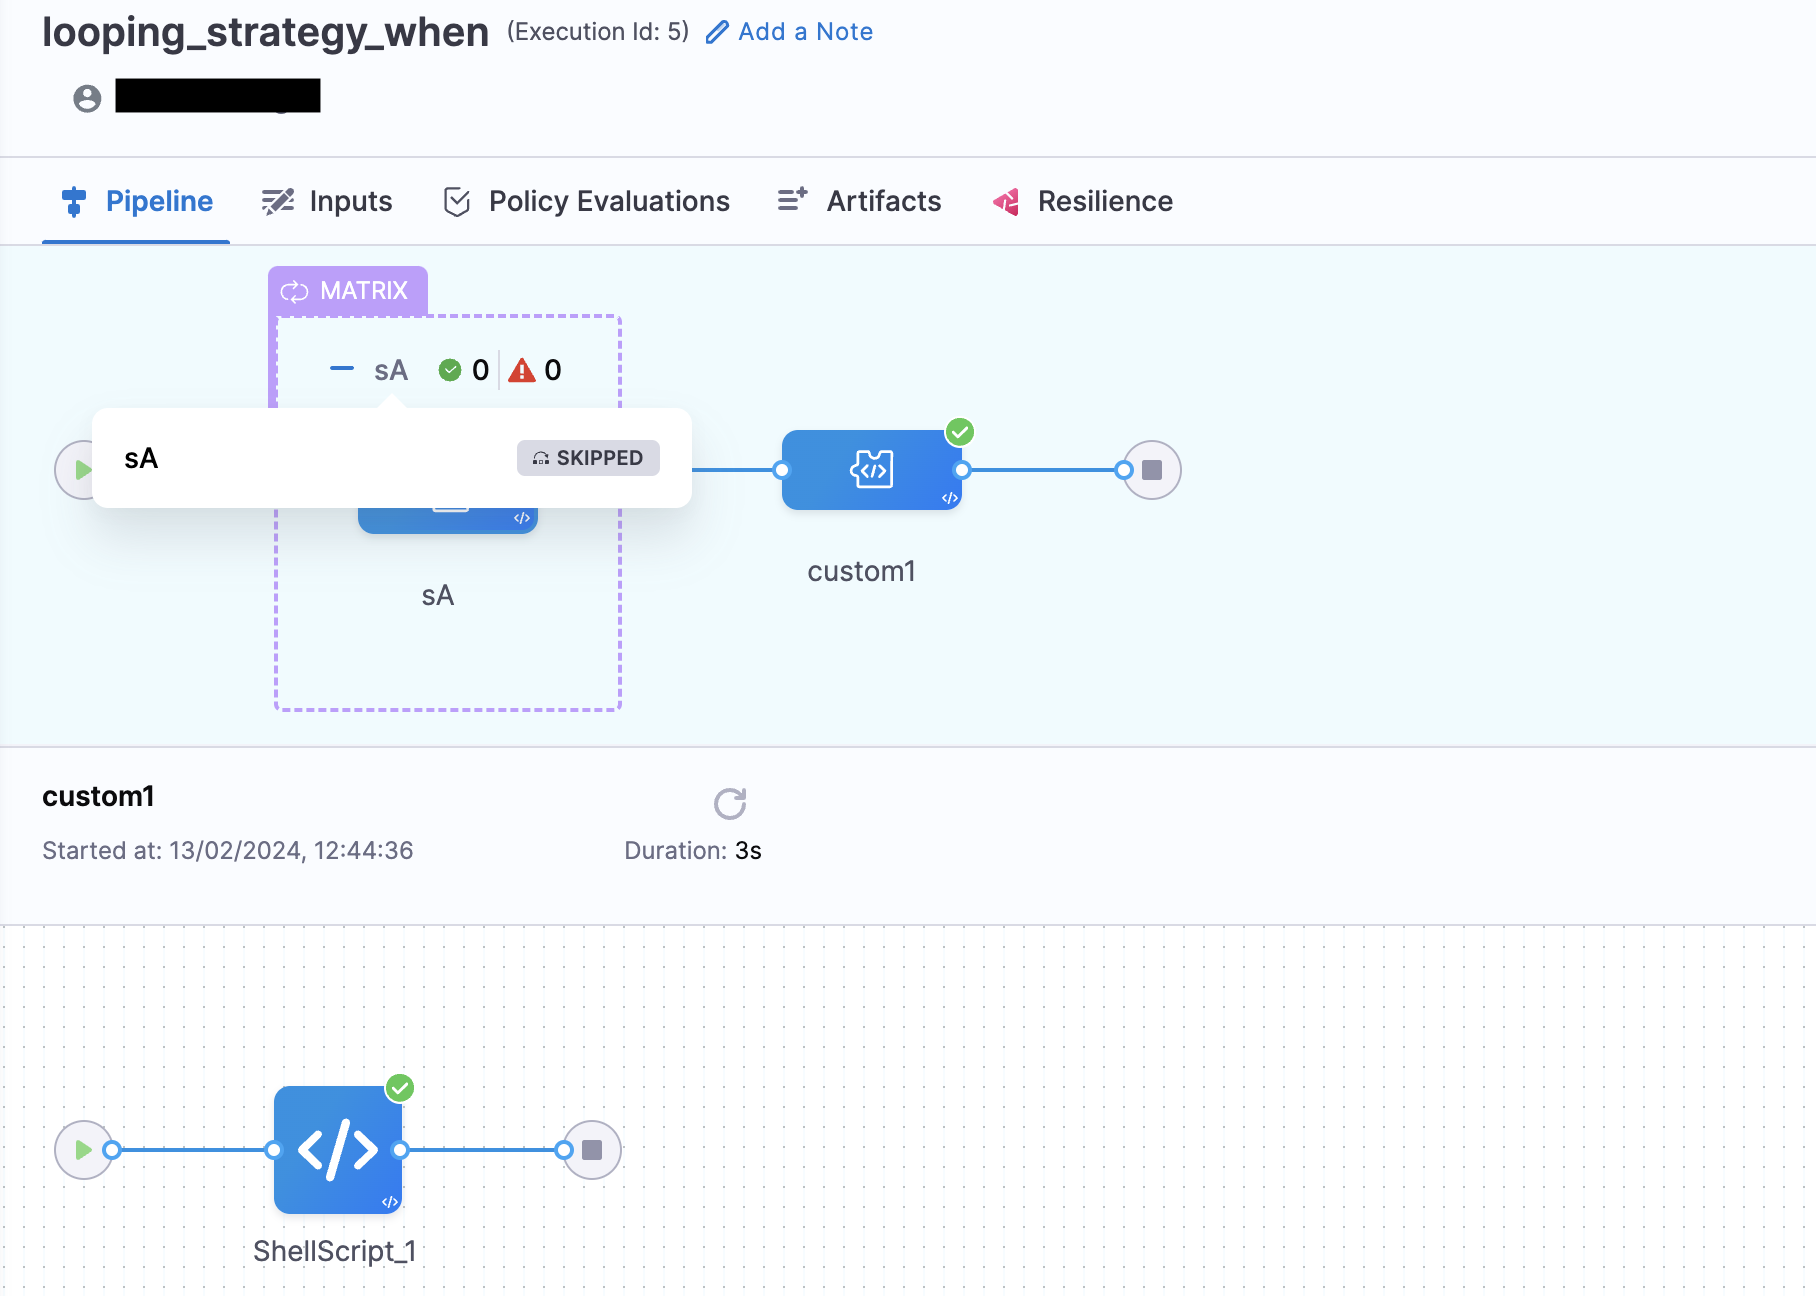 looping_strategy_when (Execution Id: 5) Add a Note
Pipeline Inputs Policy Evaluations Artifacts Resilience
MATRIX
sA 0 0
sA SKIPPED
sA
custom1
custom1
Started at: 13/02/2024, 12:44:36 Duration: 3s
ShellScript_1